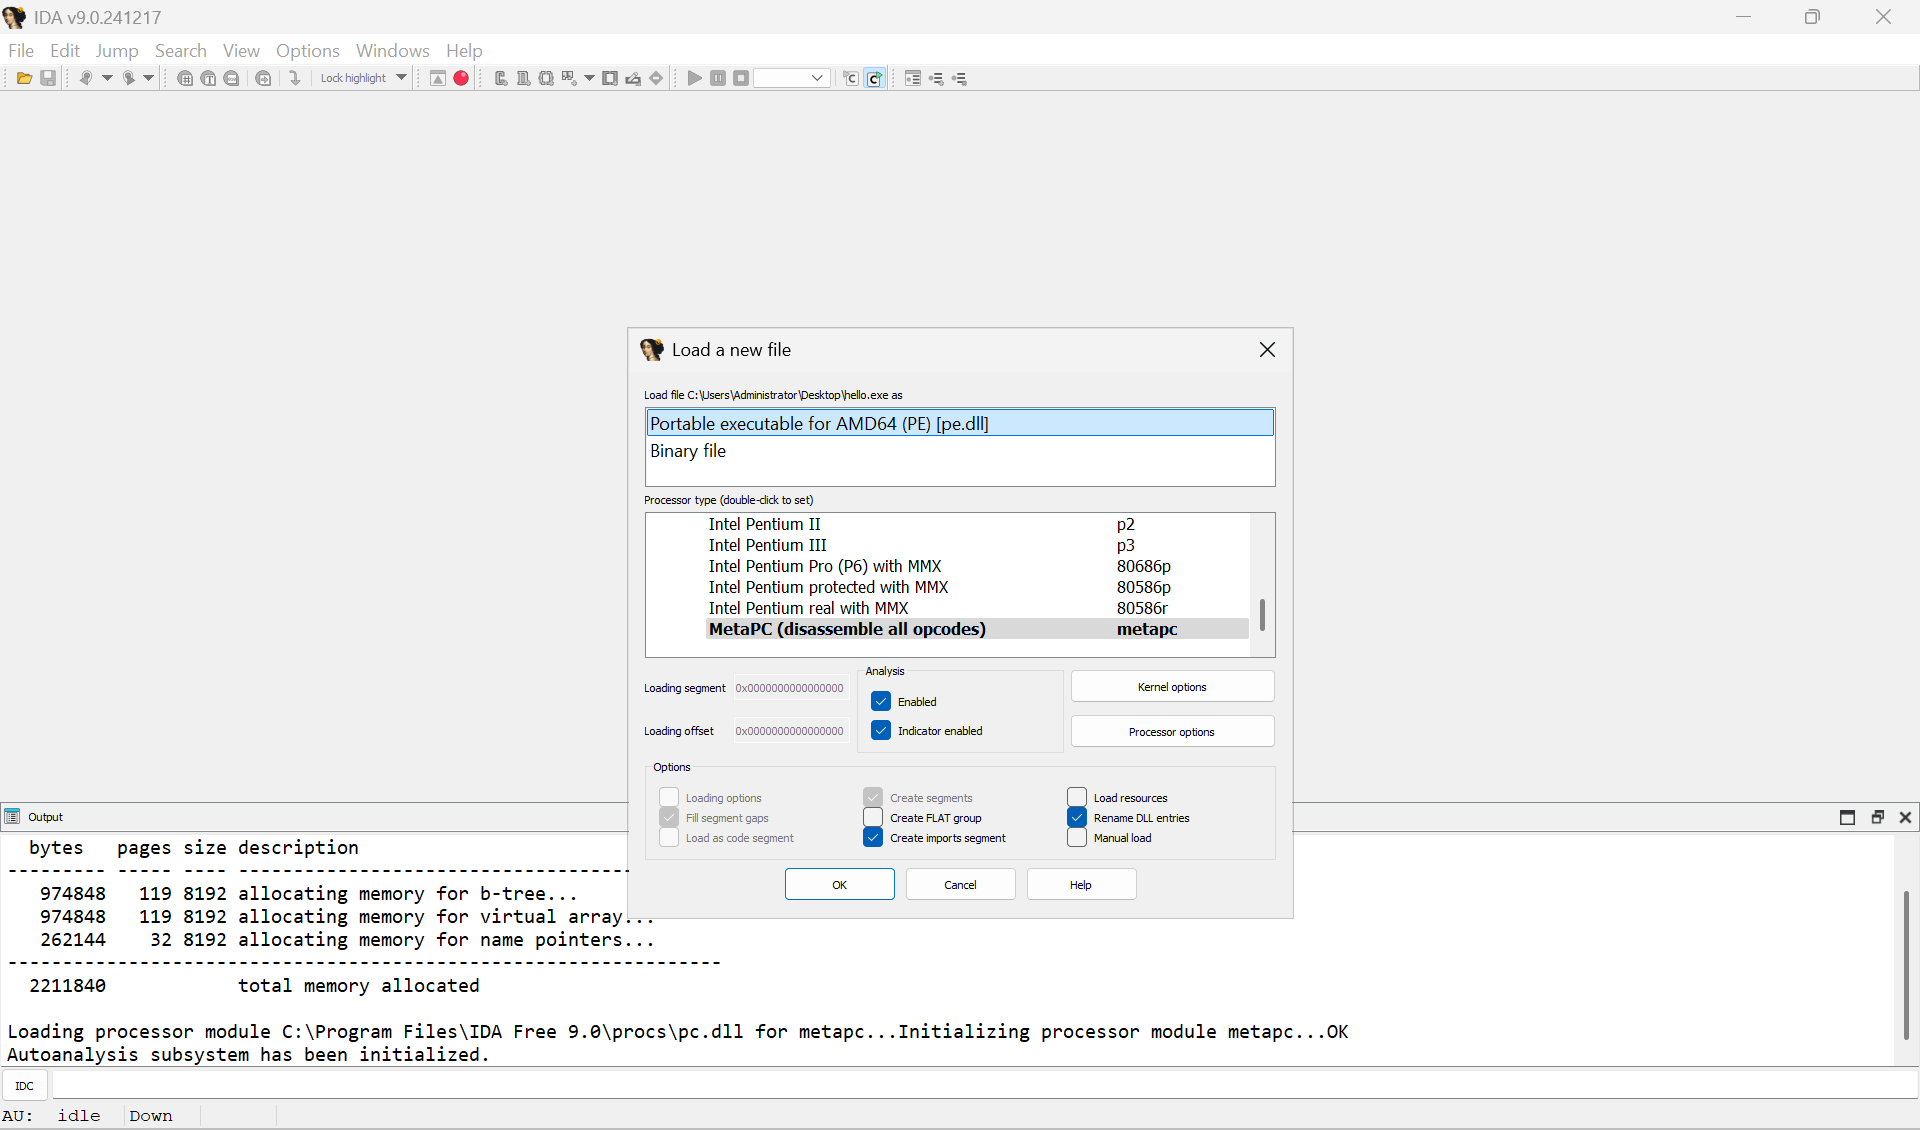 IDA v9.0.241217
File Edit Jump Search View Options Windows Help
Lock highlight
Load a new file
Load file C:\Users\Administrator\Desktop\hello.exe as
Portable executable for AMD64 (PE) [pe.dll]
Binary file
Processor type (double-click to set)
Intel Pentium II p2
Intel Pentium III p3
Intel Pentium Pro (P6) with MMX 80686p
Intel Pentium protected with MMX 80586p
Intel Pentium real with MMX 80586r
MetaPC (disassemble all opcodes) metapc
Analysis
Loading segment 0x0000000000000000
Enabled
Kernel options
Loading offset 0x0000000000000000
Indicator enabled
Processor options
Options
Loading options Create segments Load resources
Fill segment gaps Create FLAT group Rename DLL entries
Load as code segment Create imports segment Manual load
OK Cancel Help
Output
bytes pages size description
--------- ----- ---- ------------------------------------
974848 119 8192 allocating memory for b-tree...
974848 119 8192 allocating memory for virtual array...
262144 32 8192 allocating memory for name pointers...
-----------------------------------------------------------------
2211840 total memory allocated
Loading processor module C:\Program Files\IDA Free 9.0\procs\pc.dll for metapc...Initializing processor module metapc...OK
Autoanalysis subsystem has been initialized.
IDC
AU: idle Down